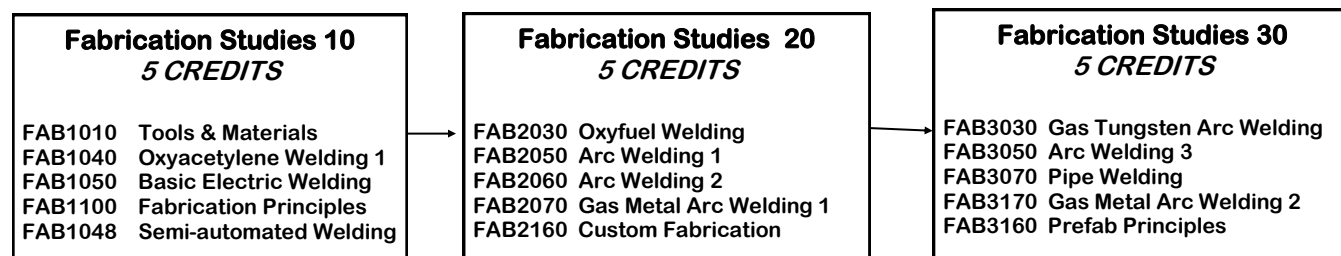 Fabrication Studies 10
5 CREDITS
FAB1010 Tools & Materials
FAB1040 Oxyacetylene Welding 1
FAB1050 Basic Electric Welding
FAB1100 Fabrication Principles
FAB1048 Semi-automated Welding
Fabrication Studies 20
5 CREDITS
FAB2030 Oxyfuel Welding
FAB2050 Arc Welding 1
FAB2060 Arc Welding 2
FAB2070 Gas Metal Arc Welding 1
FAB2160 Custom Fabrication
Fabrication Studies 30
5 CREDITS
FAB3030 Gas Tungsten Arc Welding
FAB3050 Arc Welding 3
FAB3070 Pipe Welding
FAB3170 Gas Metal Arc Welding 2
FAB3160 Prefab Principles